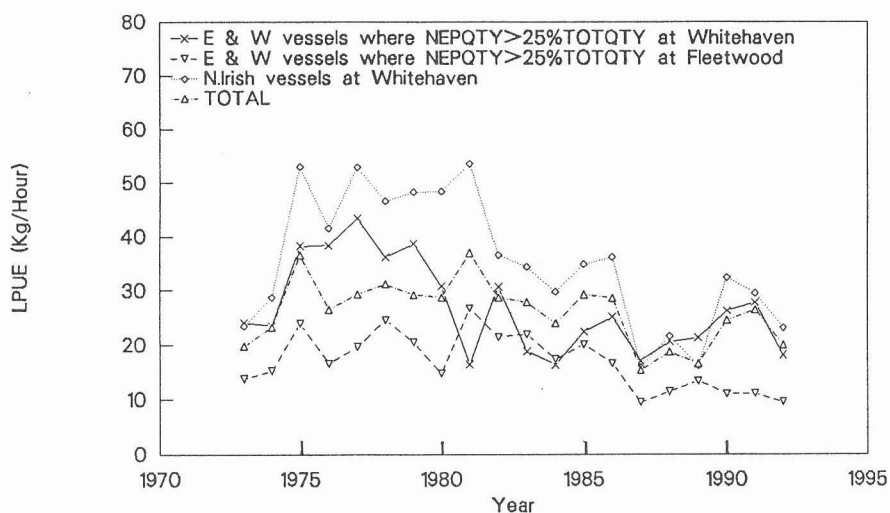 80
70
60
50
40
30
20
10
0
LPUE (Kg/Hour)
E & W vessels where NEPQTY>25%TOTQTY at Whitehaven
E & W vessels where NEPQTY>25%TOTQTY at Fleetwood
N.Irish vessels at Whitehaven
TOTAL
1970 1975 1980 1985 1990 1995
Year